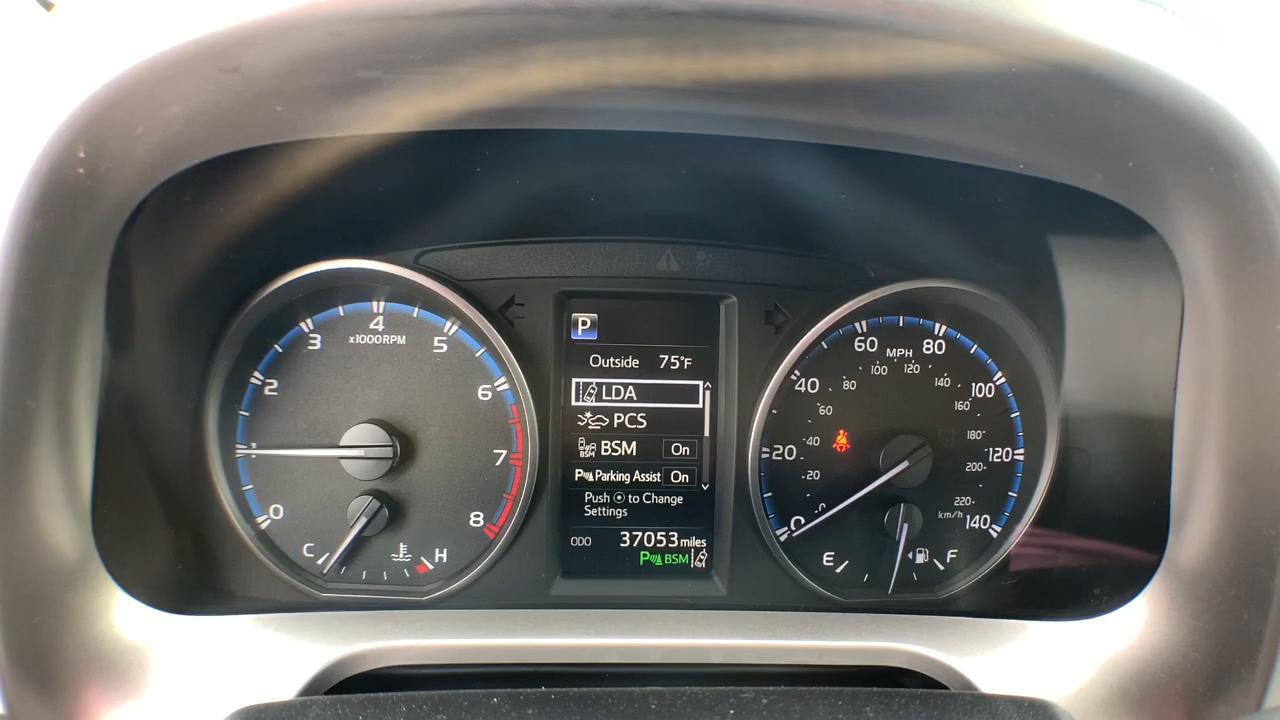 0
1
2
3
4
5
6
7
8
x1000RPM
C
H
P
Outside 75°F
LDA
PCS
BSM On
Parking Assist On
Push to Change
Settings
ODO 37053 miles
P BSM
0
20
40
60
80
100
120
140
MPH
0
20
40
60
80
100
120
140
160
180
200
220
km/h
E
F